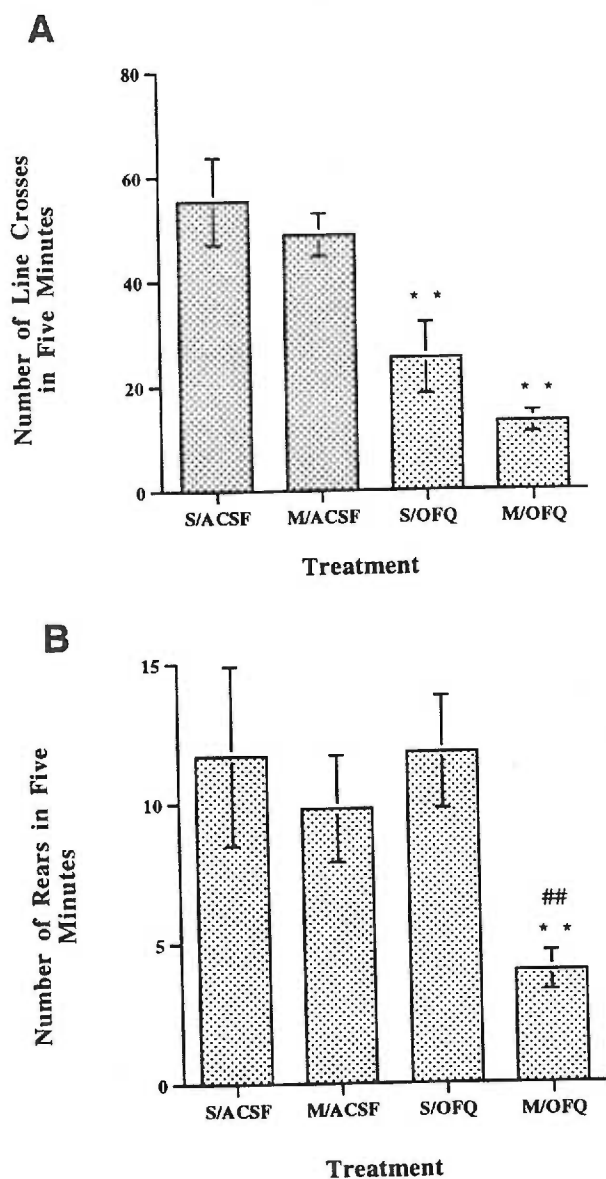 A
80
60
40
20
0
Number of Line Crosses
in Five Minutes
* *
* *
S/ACSF M/ACSF S/OFQ M/OFQ
Treatment
B
15
10
5
0
Number of Rears in Five
Minutes
##
* *
S/ACSF M/ACSF S/OFQ M/OFQ
Treatment